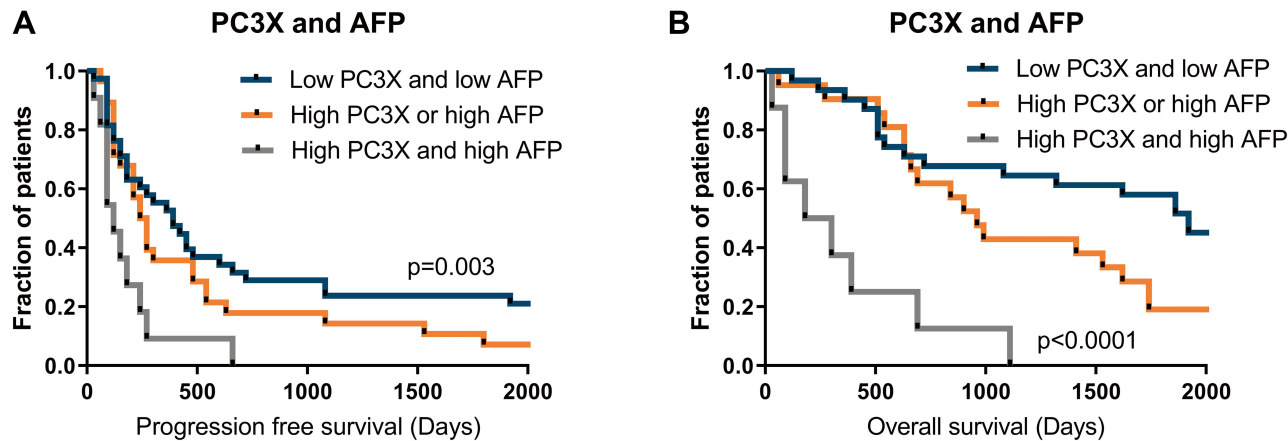 A
PC3X and AFP
Low PC3X and low AFP
High PC3X or high AFP
High PC3X and high AFP
p=0.003
Fraction of patients
1.0
0.8
0.6
0.4
0.2
0.0
0
500
1000
1500
2000
Progression free survival (Days)
B
PC3X and AFP
Low PC3X and low AFP
High PC3X or high AFP
High PC3X and high AFP
p<0.0001
Fraction of patients
1.0
0.8
0.6
0.4
0.2
0.0
0
500
1000
1500
2000
Overall survival (Days)